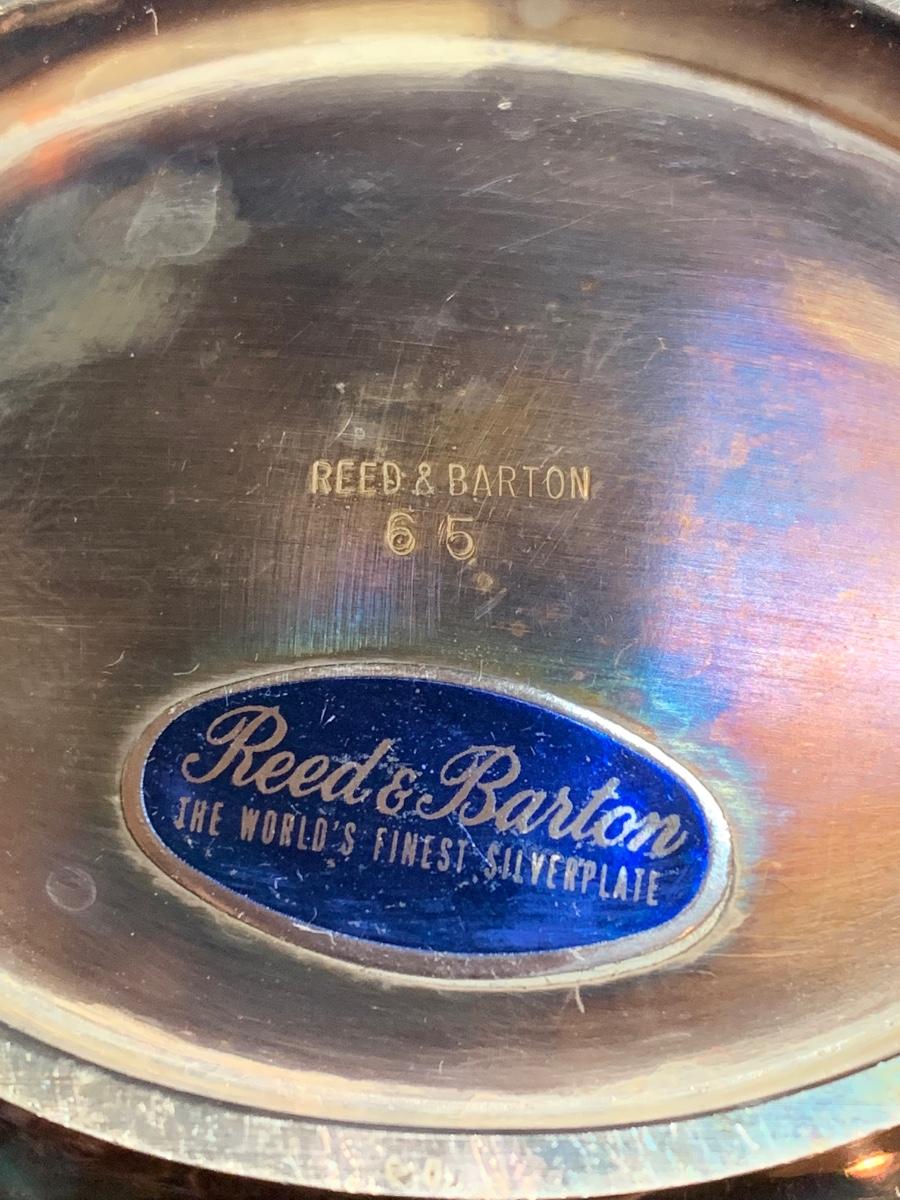 REED & BARTON
65
Reed & Barton
THE WORLD'S FINEST SILVERPLATE